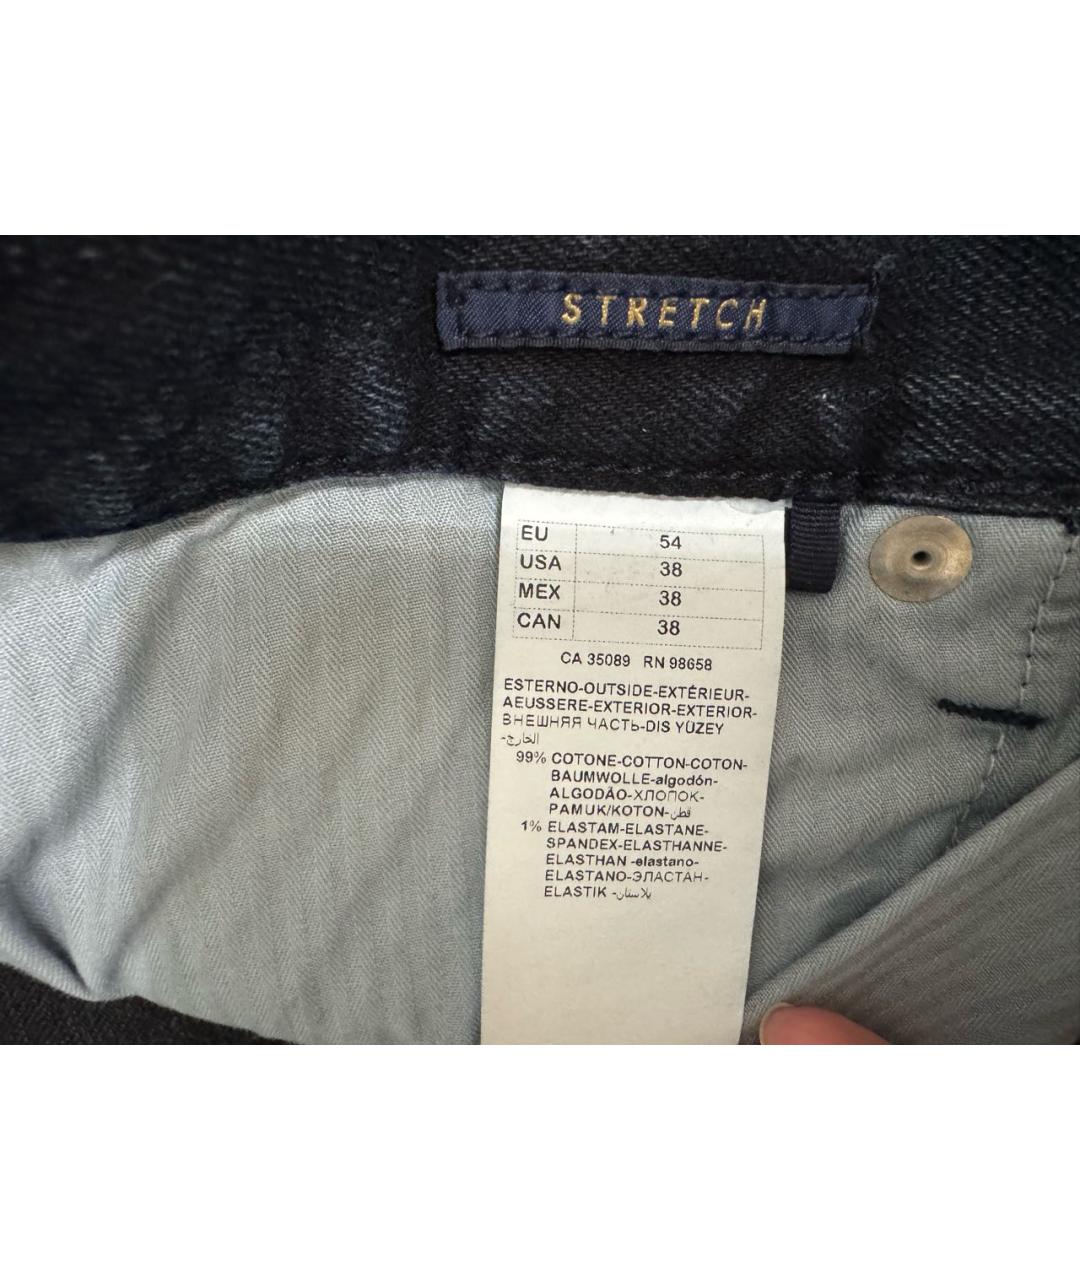 STRETCH
EU 54
USA 38
MEX 38
CAN 38
CA 35089 RN 98658
ESTERNO-OUTSIDE-EXTÉRIEUR-
AEUSSERE-EXTERIOR-EXTERIOR-
ВНЕШНЯЯ ЧАСТЬ-DIS YÜZEY
-الخارج
99% COTONE-COTTON-COTON-
BAUMWOLLE-algodón-
ALGODÃO-ХЛОПОК-
PAMUK/KOTON-قطن
1% ELASTAM-ELASTANE-
SPANDEX-ELASTHANNE-
ELASTHAN -elastano-
ELASTANO-ЭЛАСТАН-
ELASTIK -يلاستان